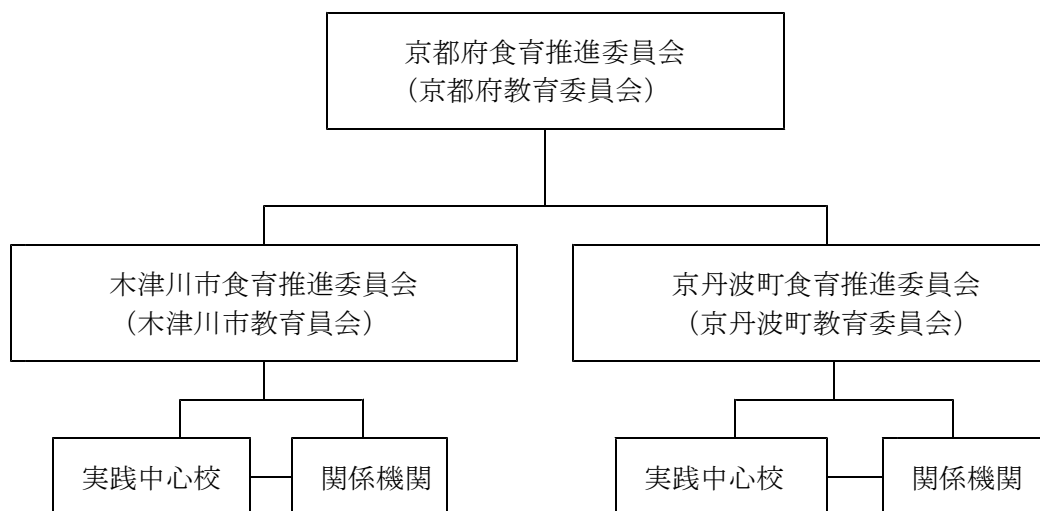 京都府食育推進委員会
（京都府教育委員会）
木津川市食育推進委員会
（木津川市教育員会）
京丹波町食育推進委員会
（京丹波町教育委員会）
実践中心校
関係機関
実践中心校
関係機関